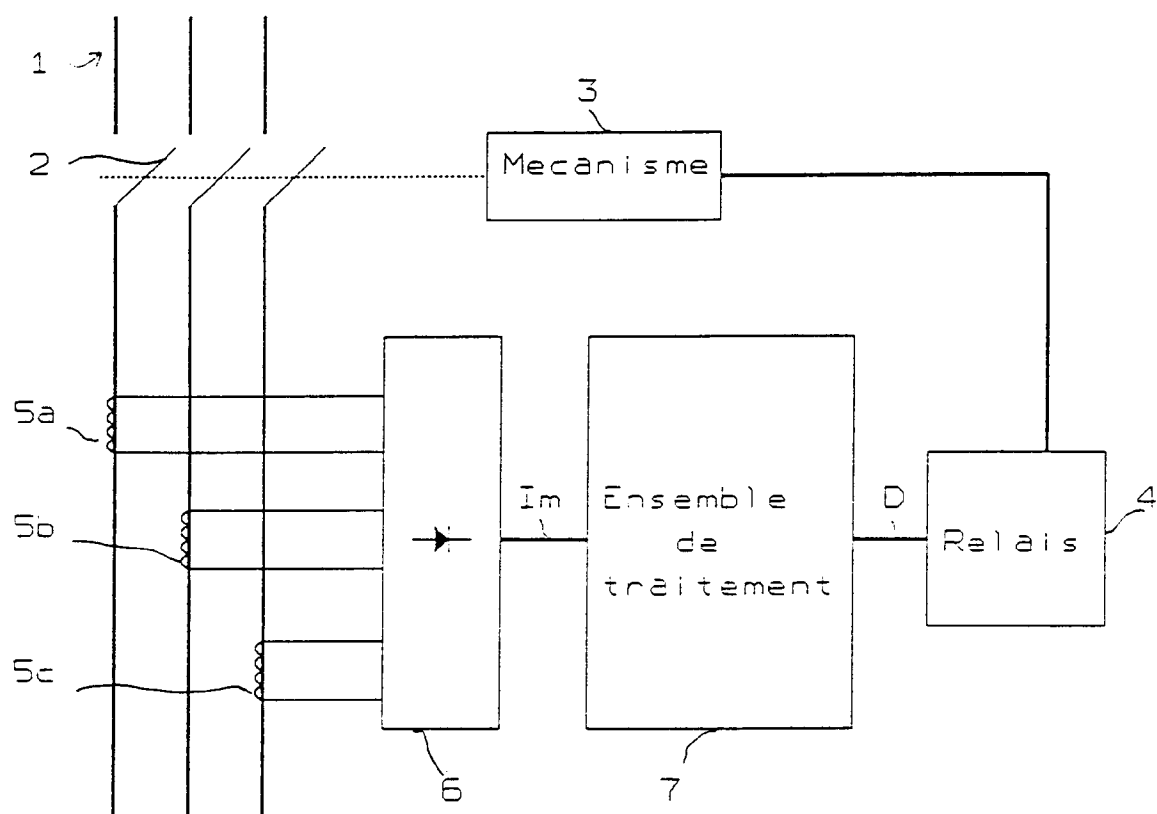 1
3
2
Mecanisme
5a
Im
Ensemble
D
4
5b
de
Relais
traitement
5c
6
7